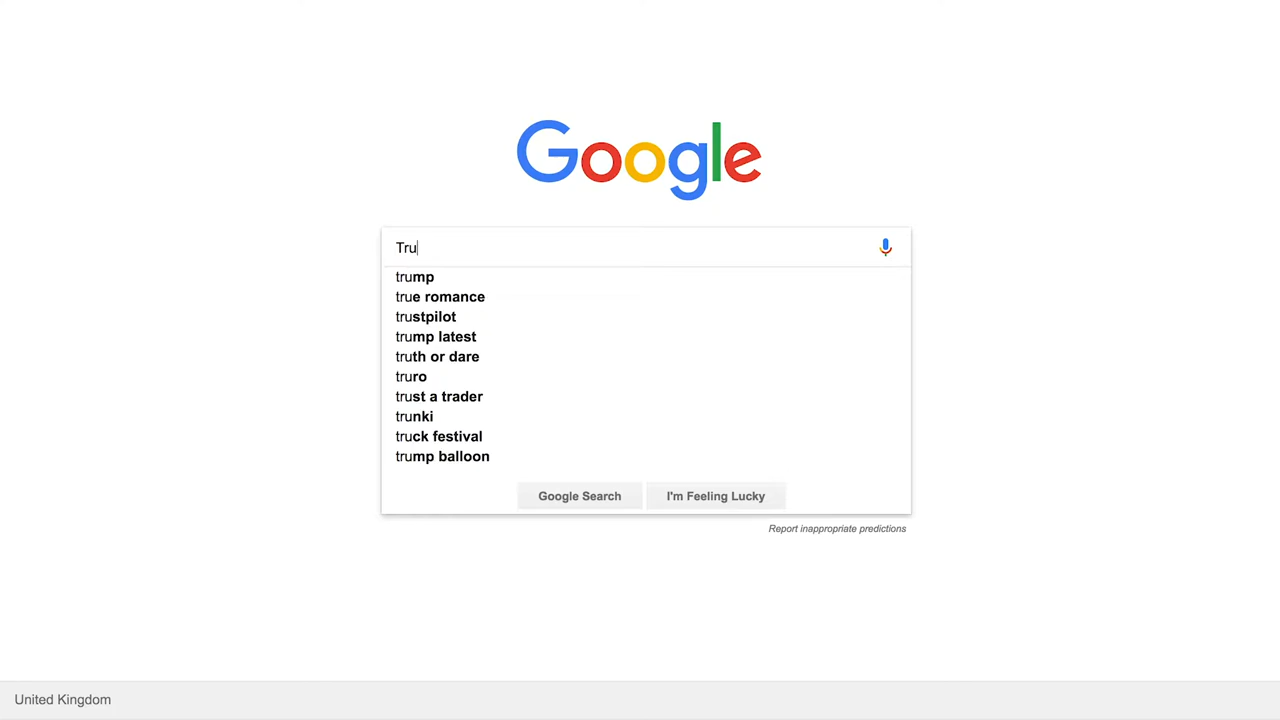 Google
Tru
trump
true romance
trustpilot
trump latest
truth or dare
truro
trust a trader
trunki
truck festival
trump balloon
Google Search I'm Feeling Lucky
Report inappropriate predictions
United Kingdom